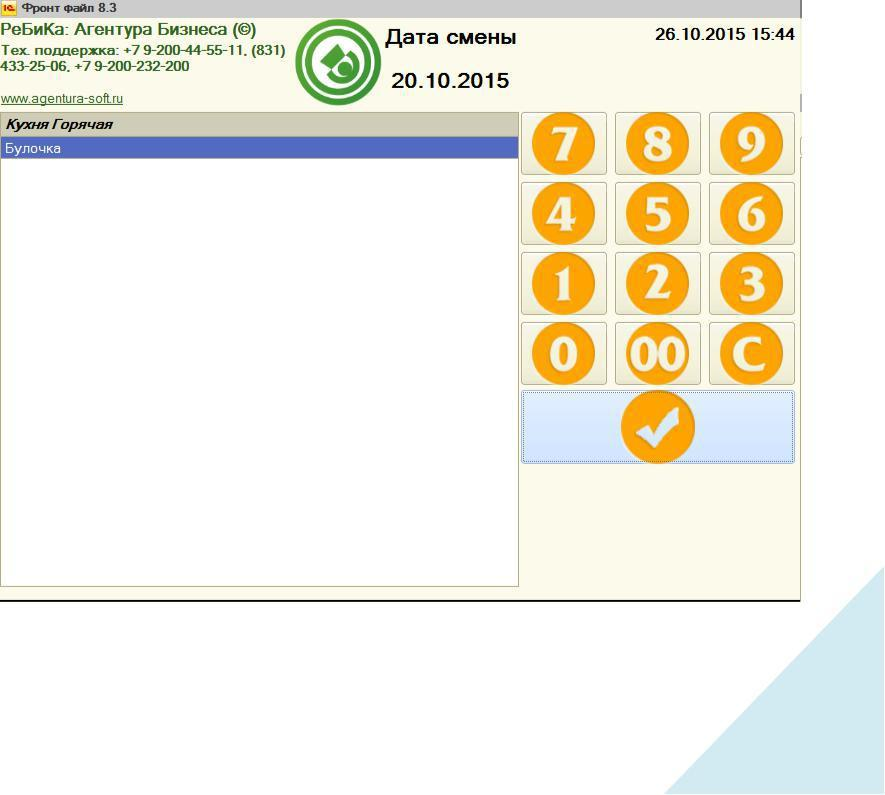 Фронт файл 8.3
РеБиКа: Агентура Бизнеса (©)
Тех. поддержка: +7 9-200-44-55-11, (831)
433-25-06, +7 9-200-232-200
www.agentura-soft.ru
Дата смены
20.10.2015
26.10.2015 15:44
Кухня Горячая
Булочка
7 8 9
4 5 6
1 2 3
0 00 C